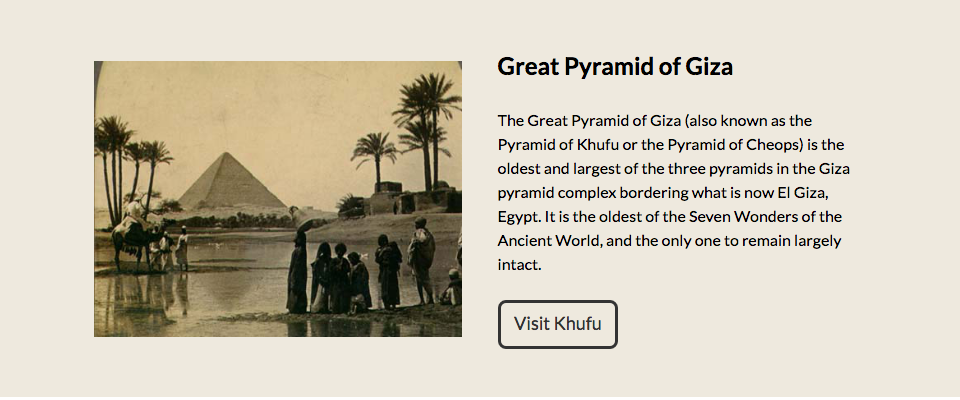 Great Pyramid of Giza
The Great Pyramid of Giza (also known as the
Pyramid of Khufu or the Pyramid of Cheops) is the
oldest and largest of the three pyramids in the Giza
pyramid complex bordering what is now El Giza,
Egypt. It is the oldest of the Seven Wonders of the
Ancient World, and the only one to remain largely
intact.
Visit Khufu